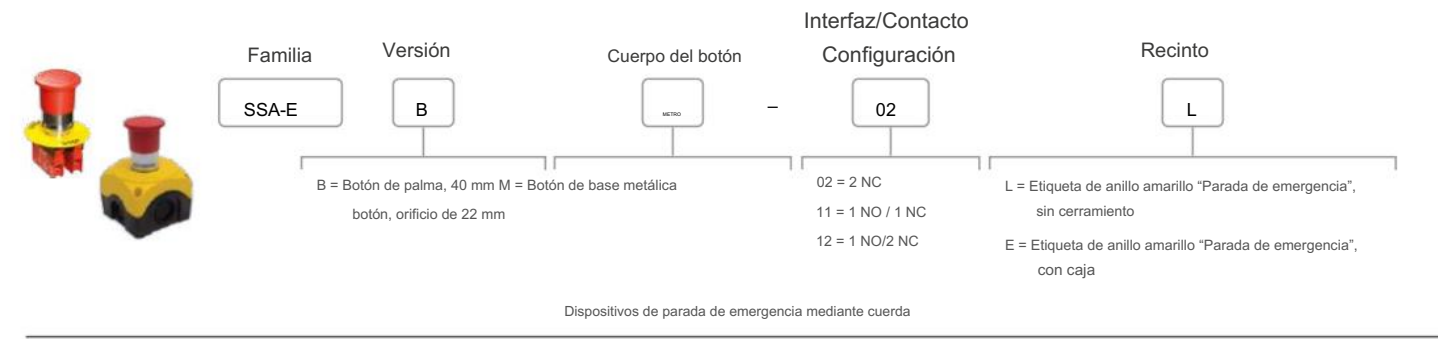 Interfaz/Contacto
Familia Versión Cuerpo del botón Configuración Recinto
SSA-E B METRO – 02 L
B = Botón de palma, 40 mm M = Botón de base metálica
botón, orificio de 22 mm
02 = 2 NC
11 = 1 NO / 1 NC
12 = 1 NO/2 NC
L = Etiqueta de anillo amarillo “Parada de emergencia”,
sin cerramiento
E = Etiqueta de anillo amarillo “Parada de emergencia”,
con caja
Dispositivos de parada de emergencia mediante cuerda